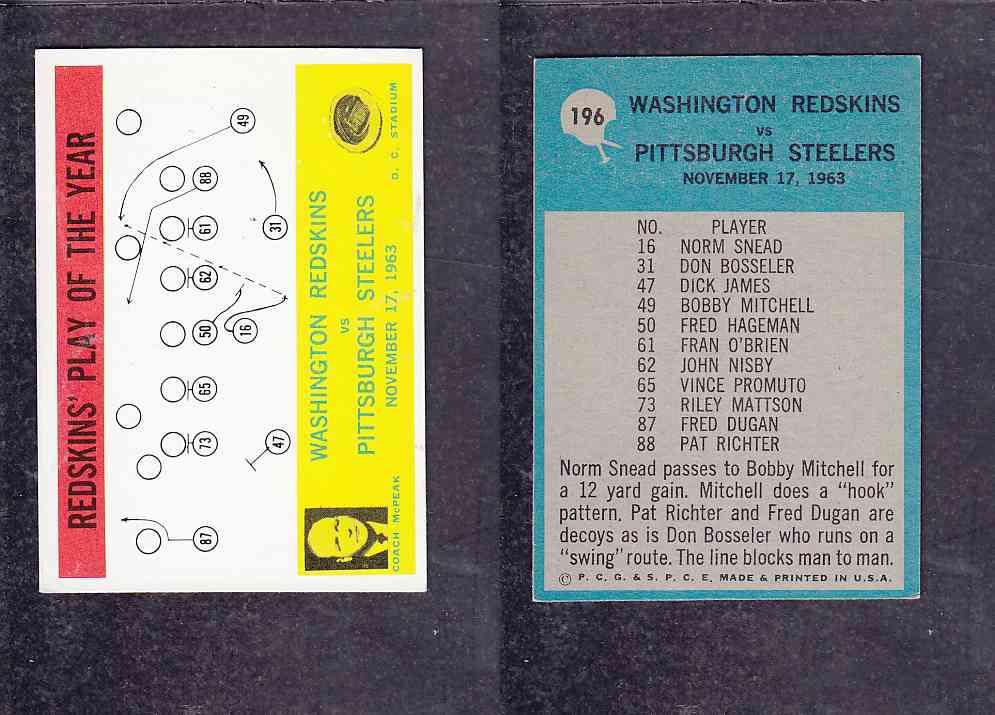 REDSKINS' PLAY OF THE YEAR
49
88
61
31
62
50
16
65
73
47
87
WASHINGTON REDSKINS
VS
PITTSBURGH STEELERS
NOVEMBER 17, 1963
D. C. STADIUM
COACH McPEAK
196
WASHINGTON REDSKINS
VS
PITTSBURGH STEELERS
NOVEMBER 17, 1963
NO. PLAYER
16 NORM SNEAD
31 DON BOSSELER
47 DICK JAMES
49 BOBBY MITCHELL
50 FRED HAGEMAN
61 FRAN O'BRIEN
62 JOHN NISBY
65 VINCE PROMUTO
73 RILEY MATTSON
87 FRED DUGAN
88 PAT RICHTER
Norm Snead passes to Bobby Mitchell for
a 12 yard gain. Mitchell does a "hook"
pattern. Pat Richter and Fred Dugan are
decoys as is Don Bosseler who runs on a
"swing" route. The line blocks man to man.
© P. C. G. & S. P. C. E. MADE & PRINTED IN U.S.A.